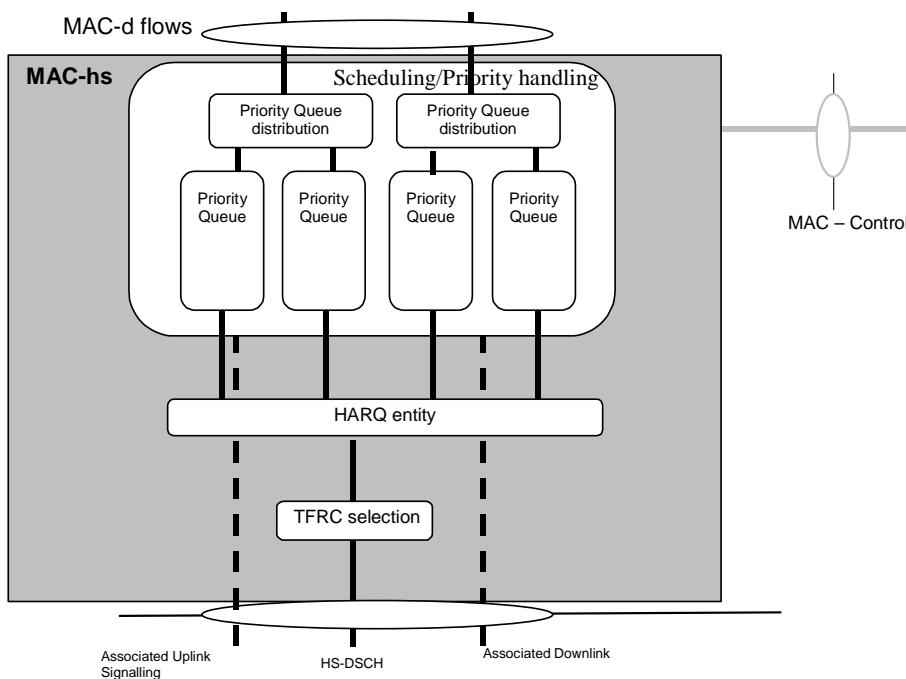 MAC-d flows
MAC-hs
Scheduling/Priority handling
Priority Queue
distribution
Priority Queue
distribution
Priority
Queue
Priority
Queue
Priority
Queue
Priority
Queue
MAC – Control
HARQ entity
TFRC selection
Associated Uplink
Signalling
HS-DSCH
Associated Downlink